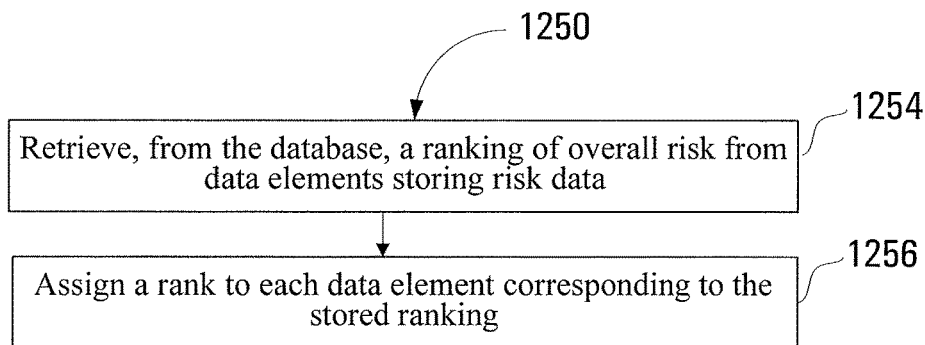 1250
1254
Retrieve, from the database, a ranking of overall risk from
data elements storing risk data
1256
Assign a rank to each data element corresponding to the
stored ranking